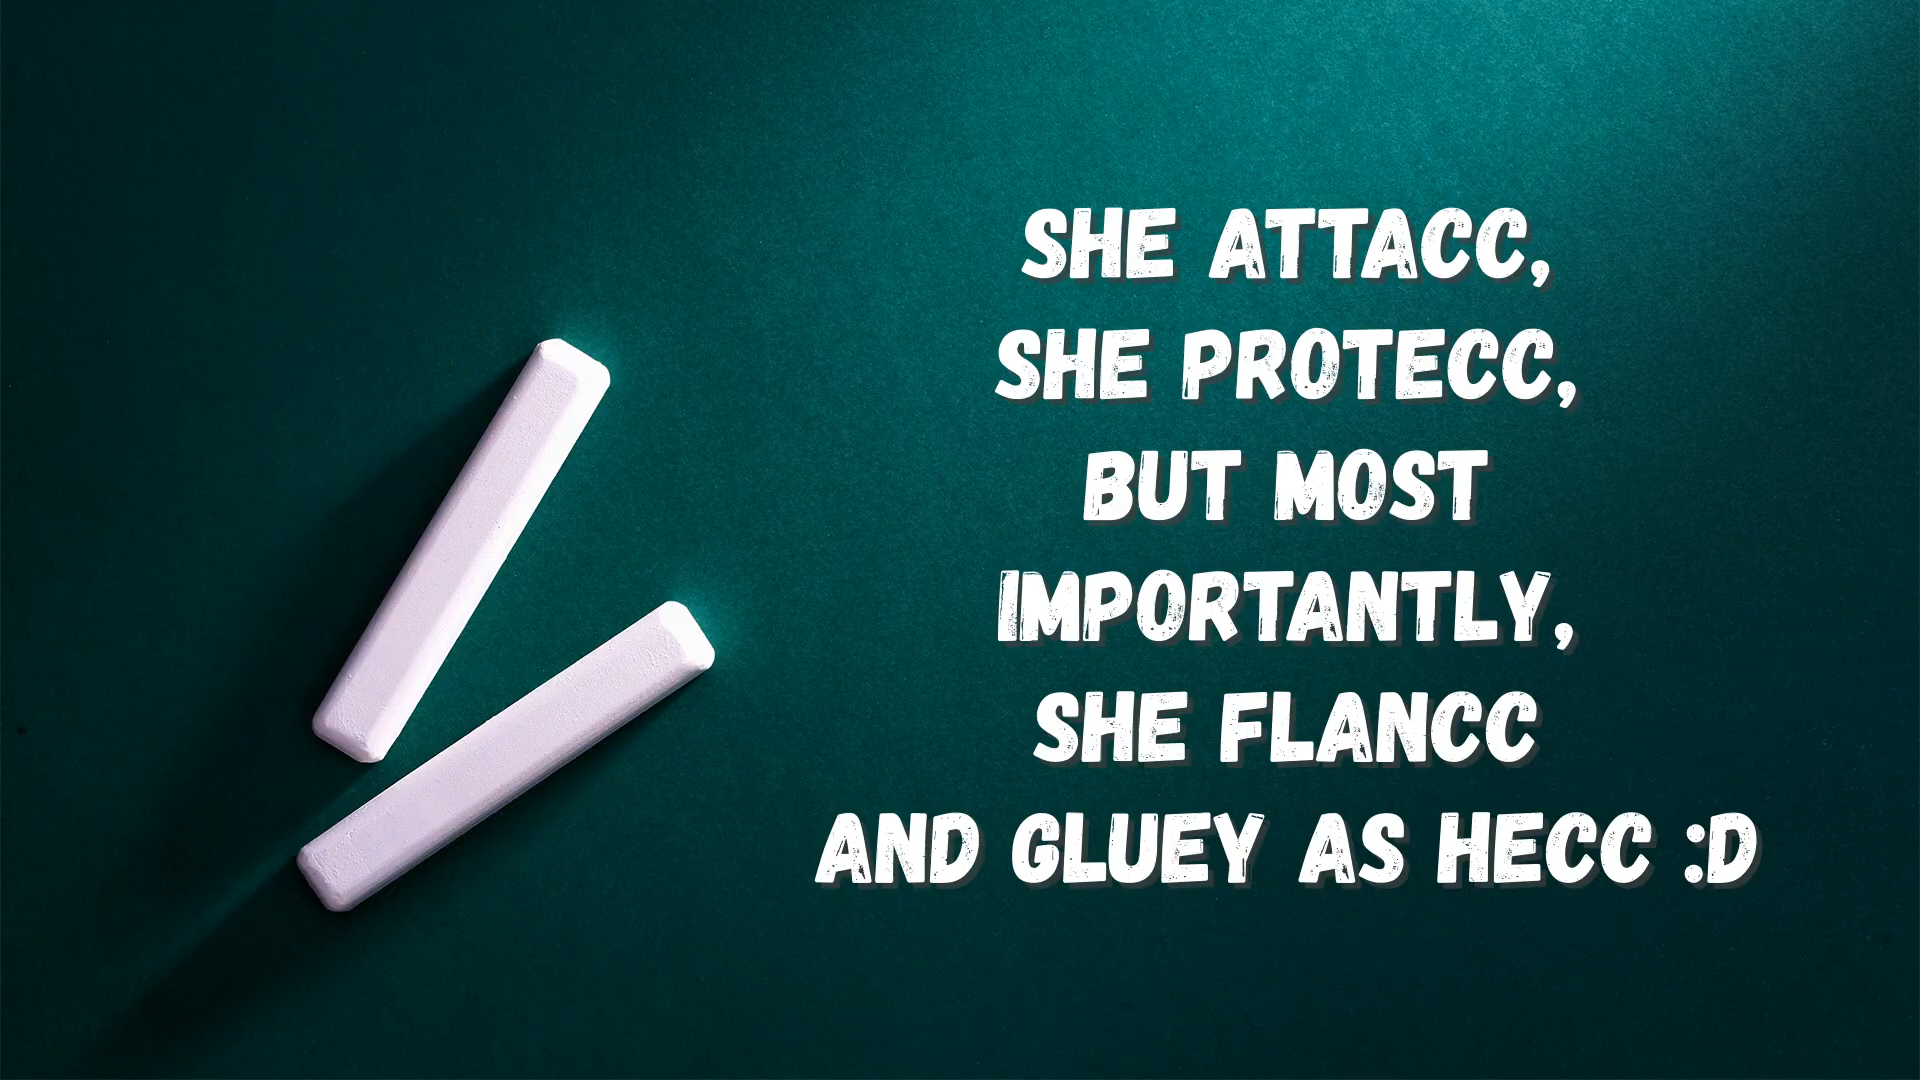 SHE ATTACC,
SHE PROTECC,
BUT MOST
IMPORTANTLY,
SHE FLANCC
AND GLUEY AS HECC :D